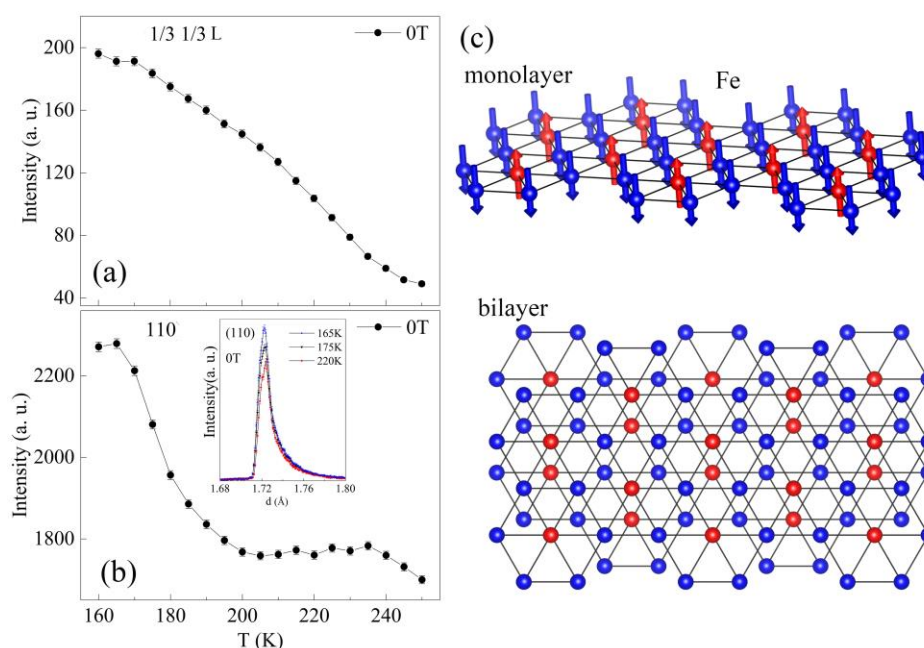 1/3 1/3 L
0T
200
160
120
80
40
Intensity (a. u.)
(a)
110
0T
2200
2000
1800
Intensity (a. u.)
(b)
(110)
0T
165K
175K
220K
Intensity(a. u.)
1.68 1.72 1.76 1.80
d (Å)
160 180 200 220 240
T (K)
(c)
monolayer
Fe
bilayer